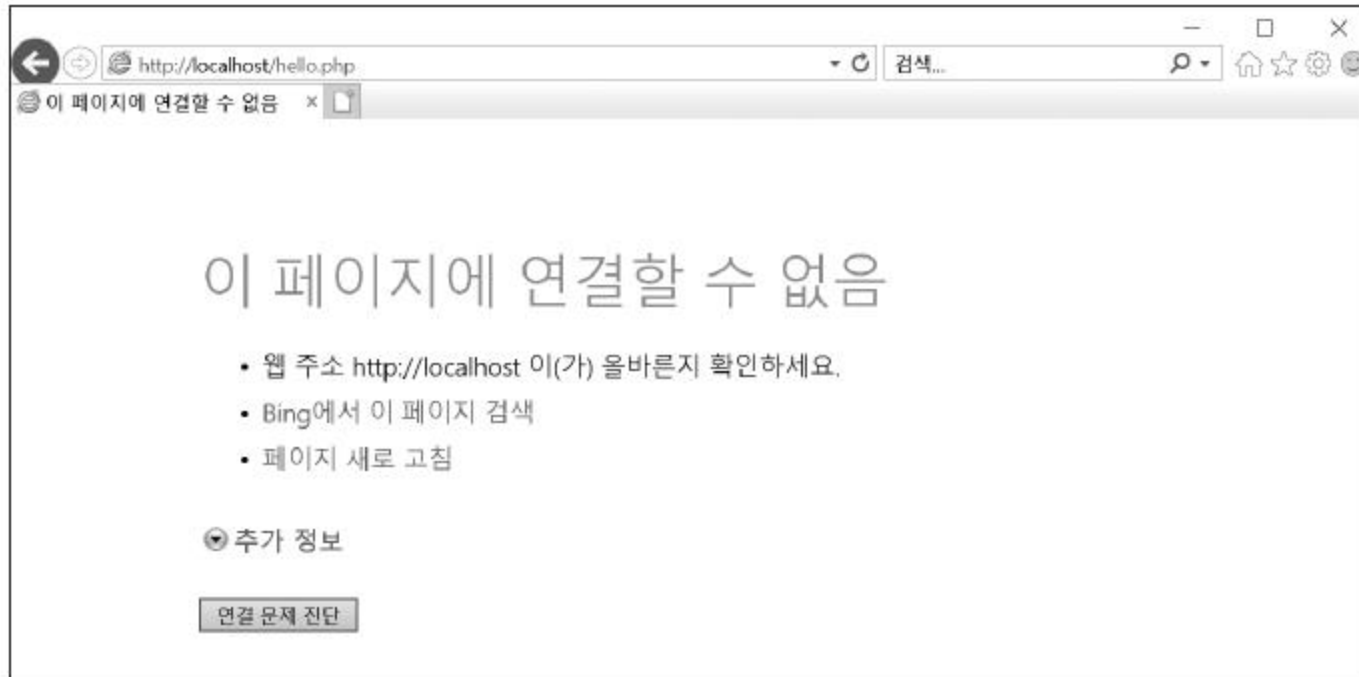 http://localhost/hello.php
검색...
이 페이지에 연결할 수 없음
이 페이지에 연결할 수 없음
• 웹 주소 http://localhost 이(가) 올바른지 확인하세요.
• Bing에서 이 페이지 검색
• 페이지 새로 고침
추가 정보
연결 문제 진단